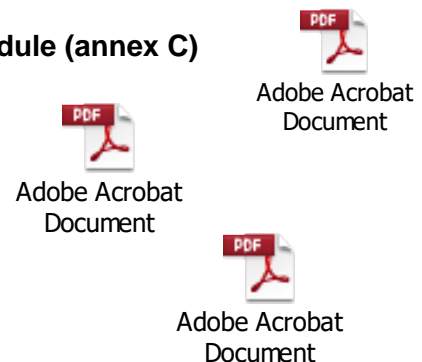 PDF
dule (annex C)
Adobe Acrobat
Document
PDF
Adobe Acrobat
Document
PDF
Adobe Acrobat
Document